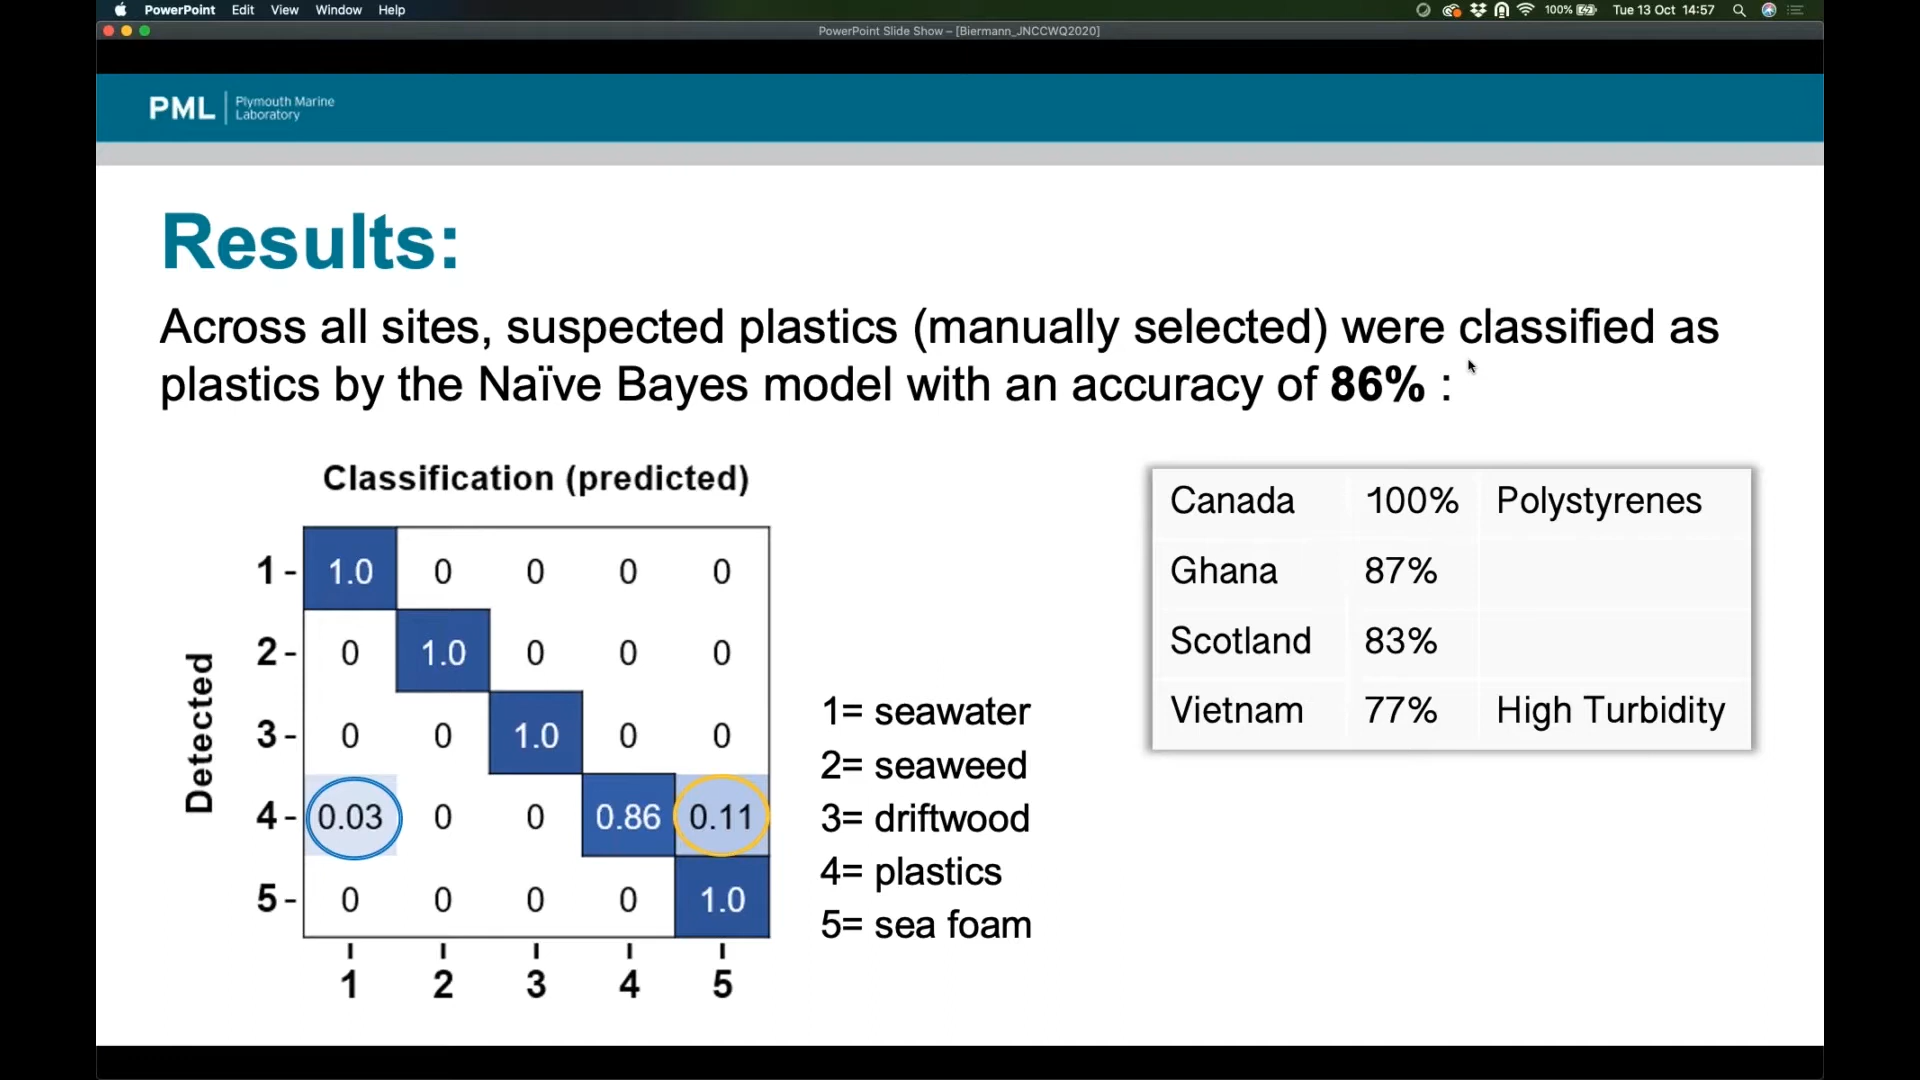 PowerPoint Edit View Window Help 100% Tue 13 Oct 14:57
PowerPoint Slide Show – [Biermann_JNCCWQ2020]
PML Plymouth Marine
Laboratory
Results:
Across all sites, suspected plastics (manually selected) were classified as
plastics by the Naïve Bayes model with an accuracy of 86% :
Classification (predicted)
Detected
1 - 1.0 0 0 0 0
2 - 0 1.0 0 0 0
3 - 0 0 1.0 0 0
4 - 0.03 0 0 0.86 0.11
5 - 0 0 0 0 1.0
1 2 3 4 5
1= seawater
2= seaweed
3= driftwood
4= plastics
5= sea foam
Canada 100% Polystyrenes
Ghana 87%
Scotland 83%
Vietnam 77% High Turbidity